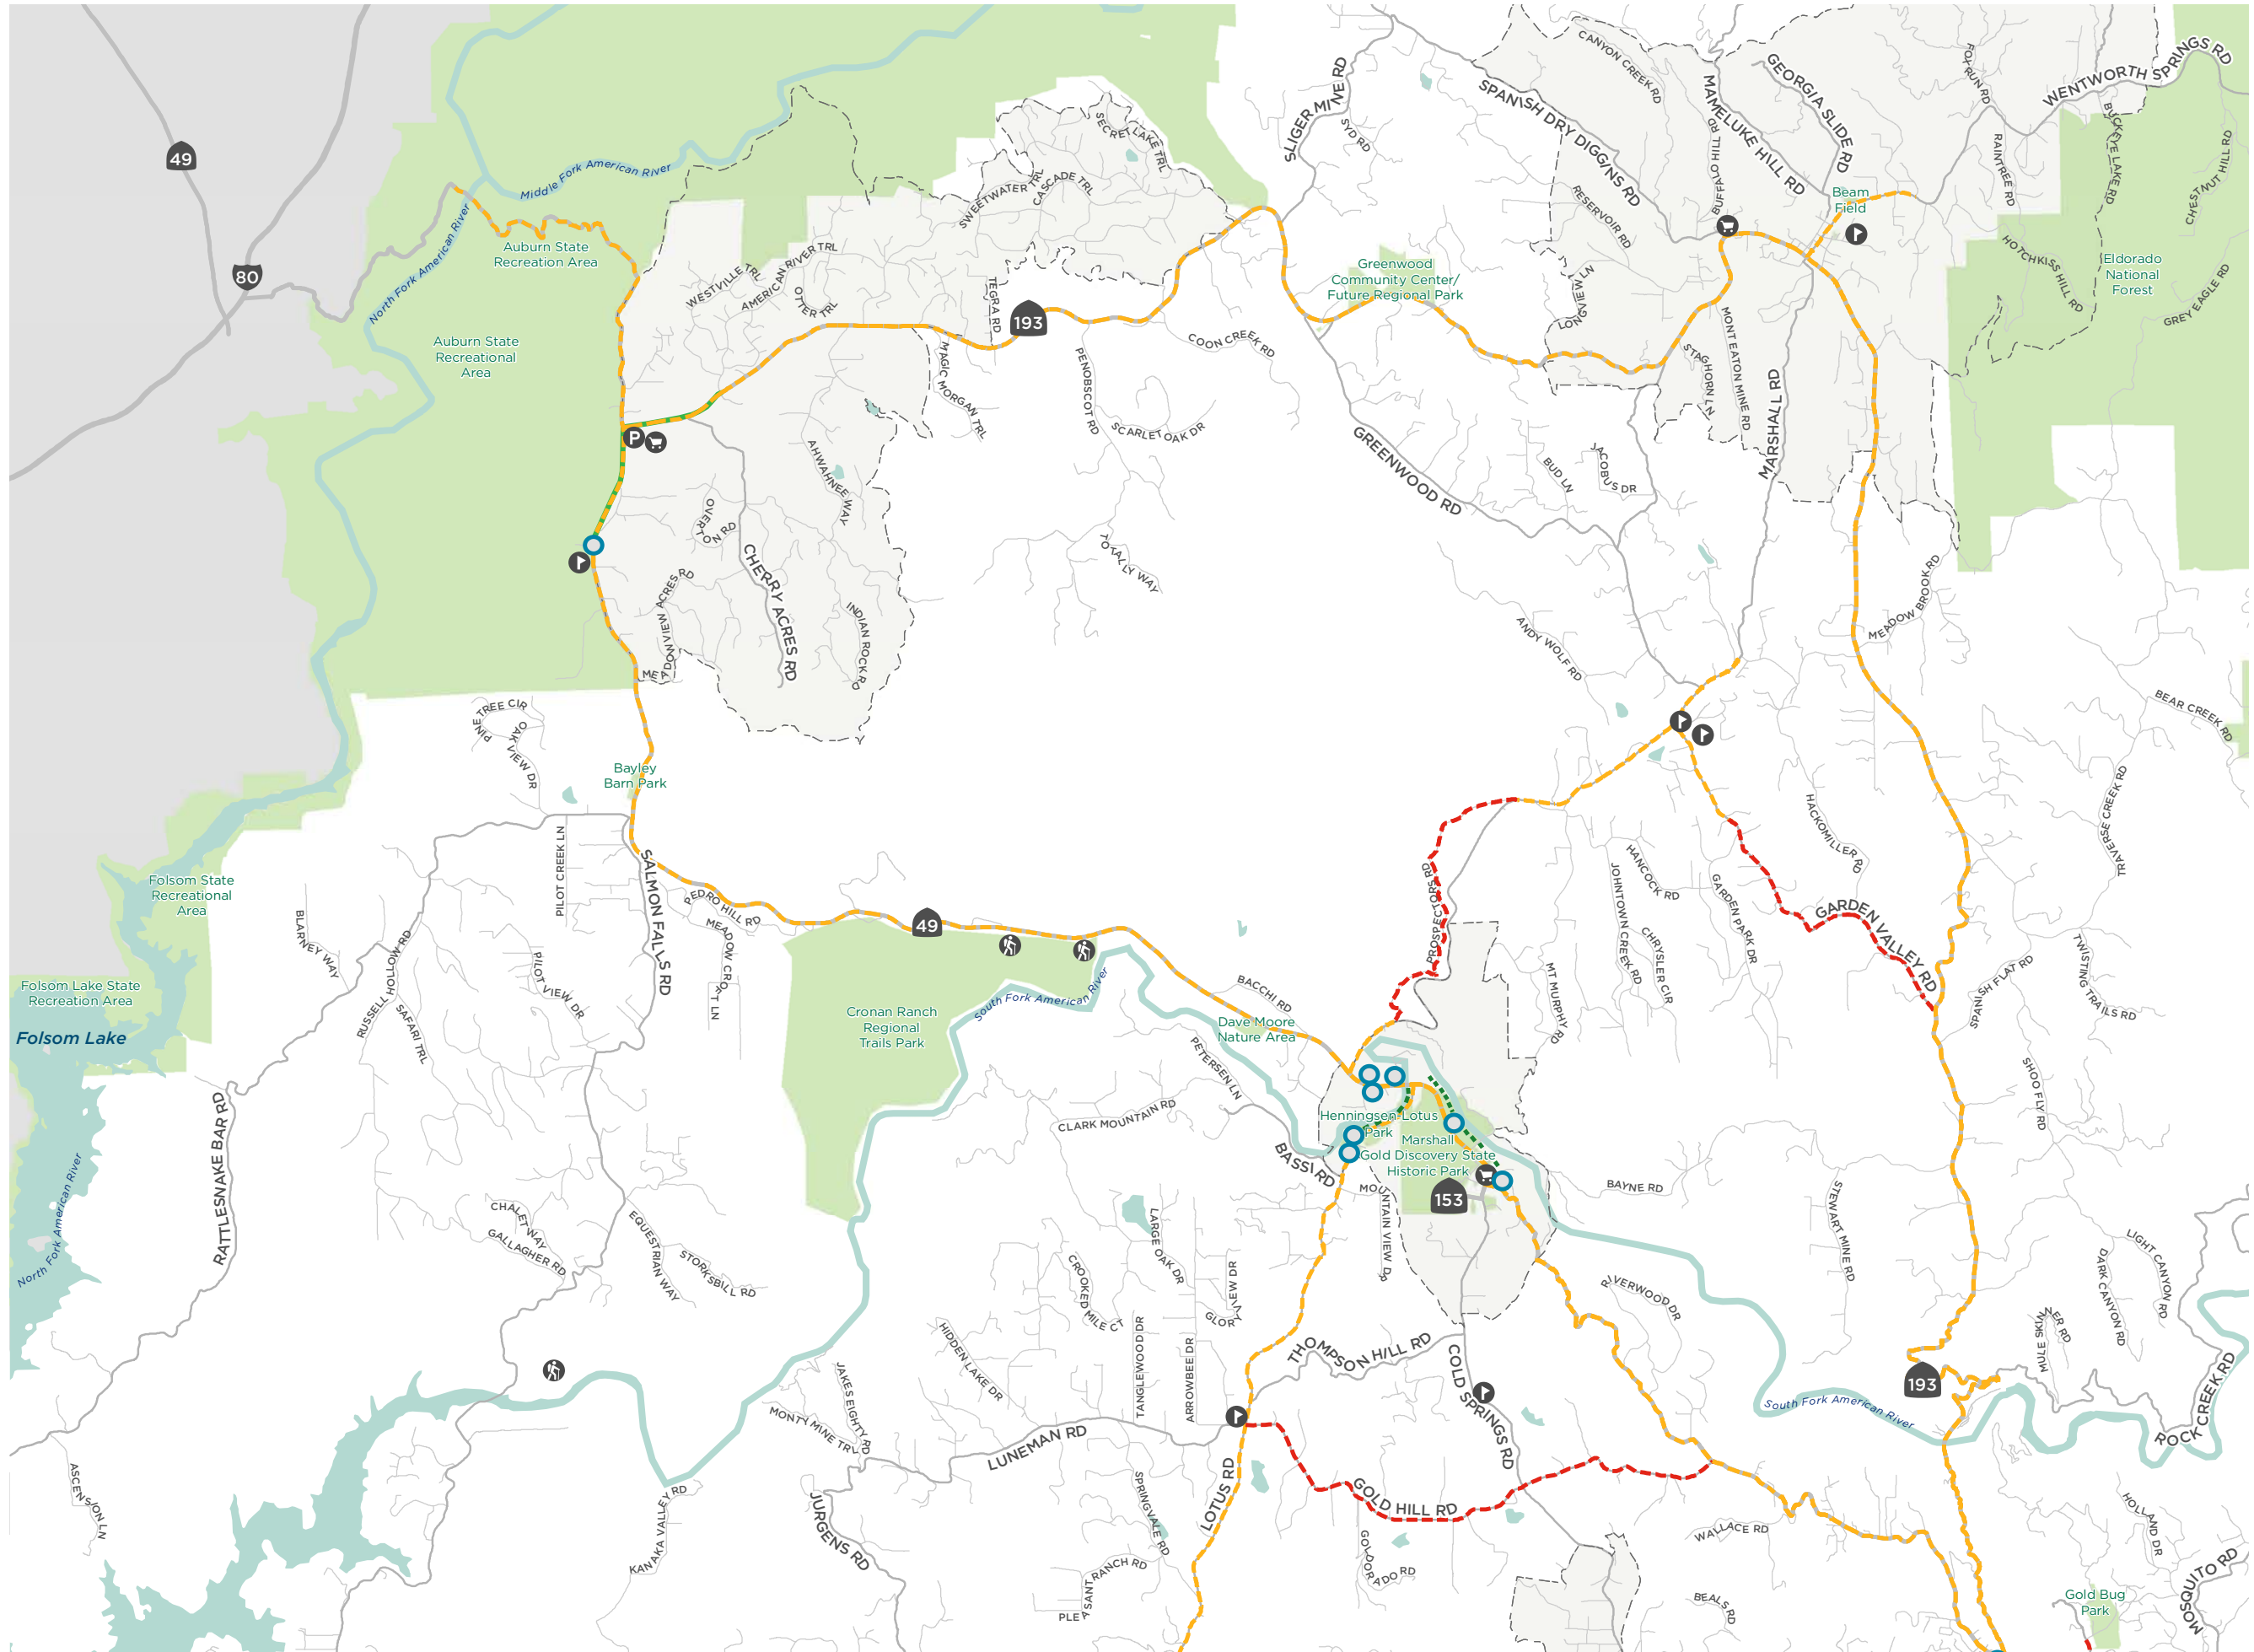 49
80
North Fork American River
Middle Fork American River
Auburn State
Recreation Area
Auburn State
Recreational
Area
WESTVILLE TRL
AMERICAN RIVER TRL
OTTER TRL
SWEETWATER TRL
CASCADE TRL
SECRET LAKE TRL
TEGRA RD
193
MAGIC MORGAN TRL
PENOBSCOT RD
SCARLET OAK DR
COON CREEK RD
SLIGER MINE RD
SYD RD
Greenwood
Community Center/
Future Regional Park
SPANISH DRY DIGGINS RD
CANYON CREEK RD
RESERVOIR RD
LONGVIEW LN
BUFFALO HILL RD
MAMELUKE HILL RD
GEORGIA SLIDE RD
Beam
Field
FOX RUN RD
WENTWORTH SPRINGS RD
RAINTREE RD
BUCKEYE LAKE RD
CHESTNUT HILL RD
HOTCHKISS HILL RD
Eldorado
National
Forest
GREY EAGLE RD
STAGHORN LN
MONT EATON MINE RD
MARSHALL RD
GREENWOOD RD
BUD LN
JACOBUS DR
P
AHWAHNEE WAY
OVERTON RD
CHERRY ACRES RD
MEADOWVIEW ACRES RD
INDIAN ROCK RD
TOTALLY WAY
ANDY WOLF RD
MEADOW BROOK RD
BEAR CREEK RD
TRAVERSE CREEK RD
PINE TREE CIR
OAK VIEW DR
Bayley
Barn Park
PILOT CREEK LN
SALMON FALLS RD
PEDRO HILL RD
MEADOW CROFT LN
49
Folsom State
Recreational
Area
BLARNEY WAY
RUSSELL HOLLOW RD
SAFARI TRL
PILOT VIEW DR
Folsom Lake State
Recreation Area
Folsom Lake
North Fork American River
RATTLESNAKE BAR RD
Cronan Ranch
Regional
Trails Park
South Fork American River
BACCHI RD
Dave Moore
Nature Area
PETERSEN LN
CLARK MOUNTAIN RD
BASSI RD
PROSPECTORS RD
HACKOMILLER RD
GARDEN VALLEY RD
HANCOCK RD
JOHNTOWN CREEK RD
CHRYSLER CIR
GARDEN PARK DR
MT MURPHY RD
SPANISH FLAT RD
TWISTING TRAILS RD
SHOO FLY RD
Henningsen-Lotus
Park
Marshall
Gold Discovery State
Historic Park
153
MOUNTAIN VIEW DR
BAYNE RD
STEWART MINE RD
RIVERWOOD DR
DARK CANYON RD
LIGHT CANYON RD
MULE SKINNER RD
CHALET WAY
GALLAGHER RD
EQUESTRIAN WAY
STORKSBILL RD
CROOKED MILE CT
LARGE OAK DR
GLORY VIEW DR
HIDDEN LAKE DR
TANGLEWOOD DR
ARROWBEE DR
THOMPSON HILL RD
COLD SPRINGS RD
193
South Fork American River
ROCK CREEK RD
JAKES EIGHTY RD
MONTY MINE TRL
LUNEMAN RD
JURGENS RD
KANAKA VALLEY RD
ASCENSION LN
SPRINGVALE RD
LOTUS RD
GOLD HILL RD
GOLDORADO RD
PLEASANT RANCH RD
WALLACE RD
BEALS RD
HOLLAND DR
MOSQUITO RD
Gold Bug
Park